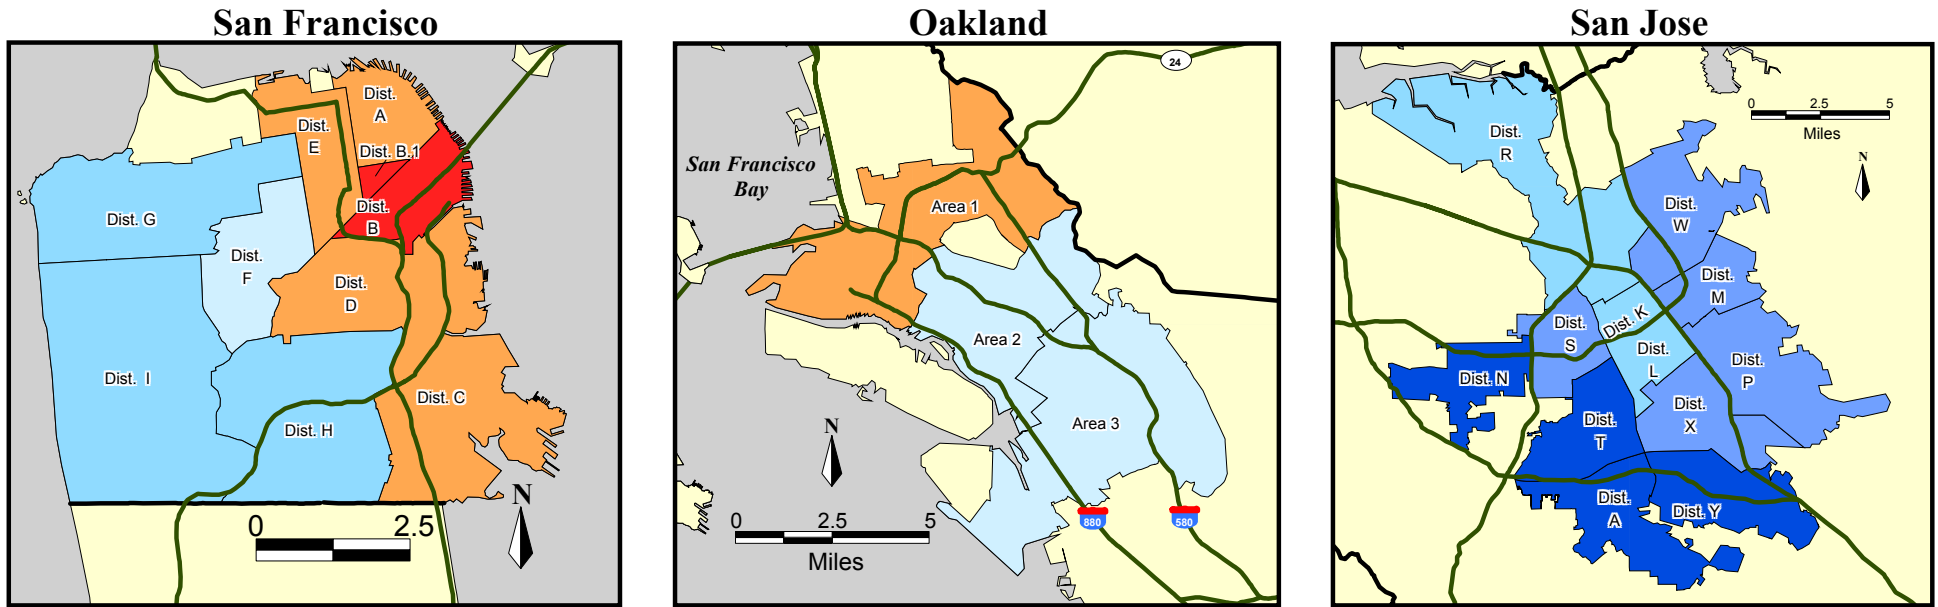 San Francisco
Dist.
A
Dist.
E
Dist. B.1
Dist.
B
Dist. G
Dist.
F
Dist.
D
Dist. I
Dist. C
Dist. H
N
0 2.5
Oakland
24
San Francisco
Bay
Area 1
Area 2
Area 3
N
0 2.5 5
Miles
880
580
San Jose
0 2.5 5
Miles
N
Dist.
R
Dist.
W
Dist.
M
Dist. K
Dist.
S
Dist.
L
Dist.
P
Dist. N
Dist.
X
Dist.
T
Dist.
A
Dist. Y